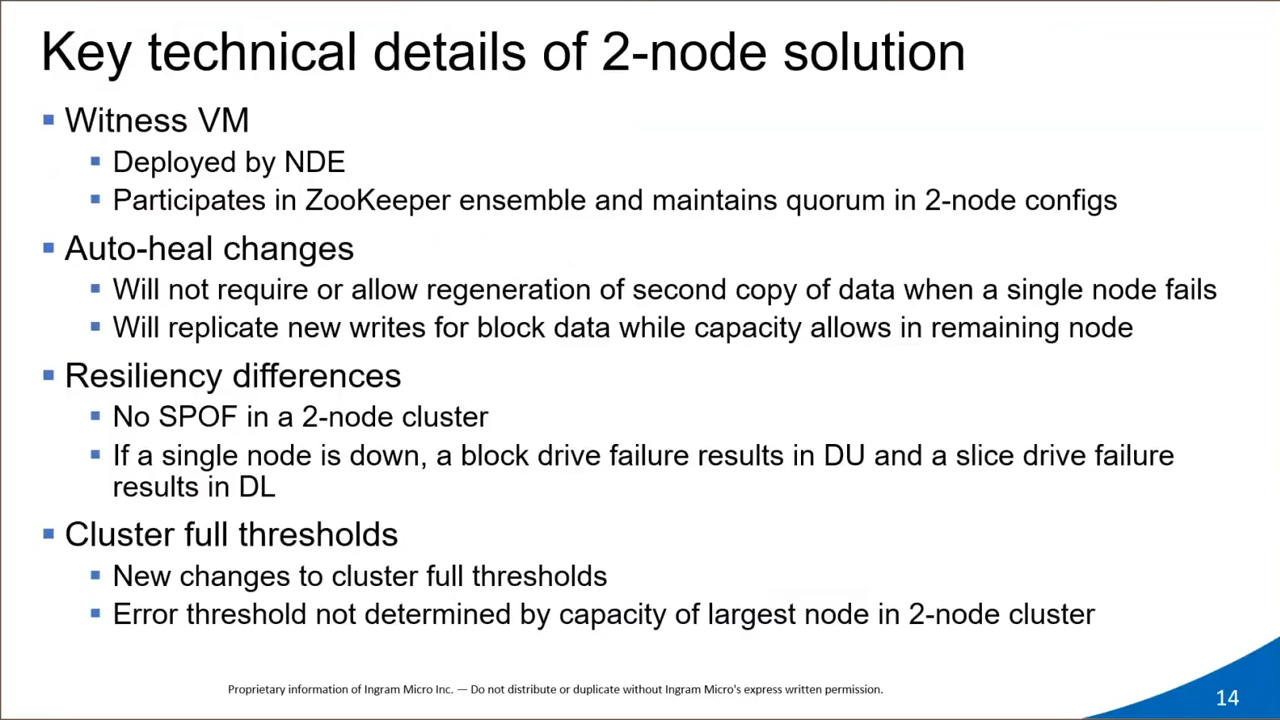 Key technical details of 2-node solution
Witness VM
Deployed by NDE
Participates in ZooKeeper ensemble and maintains quorum in 2-node configs
Auto-heal changes
Will not require or allow regeneration of second copy of data when a single node fails
Will replicate new writes for block data while capacity allows in remaining node
Resiliency differences
No SPOF in a 2-node cluster
If a single node is down, a block drive failure results in DU and a slice drive failure
results in DL
Cluster full thresholds
New changes to cluster full thresholds
Error threshold not determined by capacity of largest node in 2-node cluster
Proprietary information of Ingram Micro Inc. — Do not distribute or duplicate without Ingram Micro's express written permission.
14